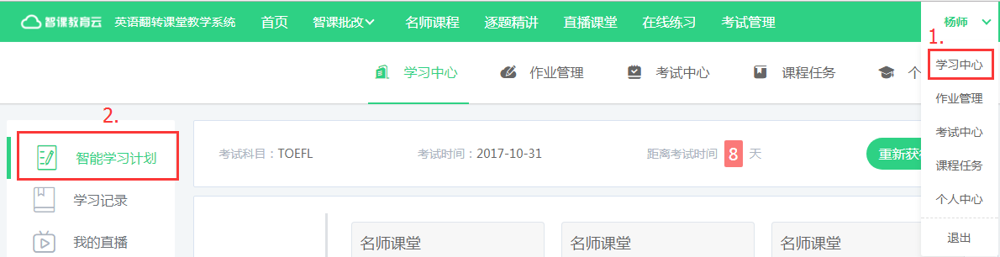 智课教育云 英语翻转课堂教学系统 首页 智课批改 名师课程 逐题精讲 直播课堂 在线练习 考试管理 杨师
1.
学习中心 作业管理 考试中心 课程任务 个
学习中心
作业管理
考试中心
课程任务
个人中心
退出
2.
智能学习计划
学习记录
我的直播
考试科目：TOEFL 考试时间：2017-10-31 距离考试时间 8 天 重新获
名师课堂 名师课堂 名师课堂